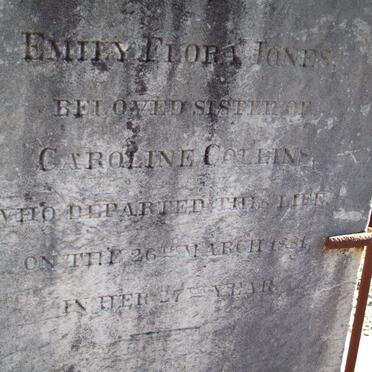 EMILY FLORA JONES.
BELOVED SISTER OF
CAROLINE COLLINS,
WHO DEPARTED THIS LIFE
ON THE 26TH MARCH
IN HER 27TH YEAR